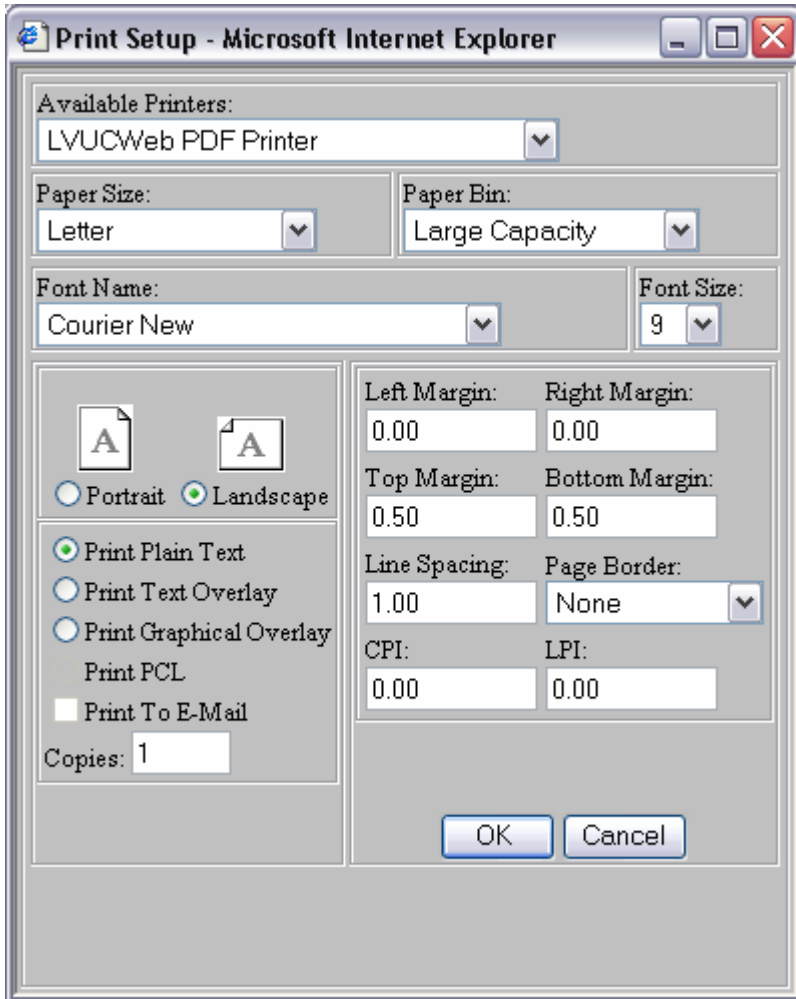 Print Setup - Microsoft Internet Explorer
Available Printers:
LVUCWeb PDF Printer
Paper Size:
Letter
Paper Bin:
Large Capacity
Font Name:
Courier New
Font Size:
9
A
A
Portrait
Landscape
Print Plain Text
Print Text Overlay
Print Graphical Overlay
Print PCL
Print To E-Mail
Copies: 1
Left Margin:
0.00
Right Margin:
0.00
Top Margin:
0.50
Bottom Margin:
0.50
Line Spacing:
1.00
Page Border:
None
CPI:
0.00
LPI:
0.00
OK
Cancel